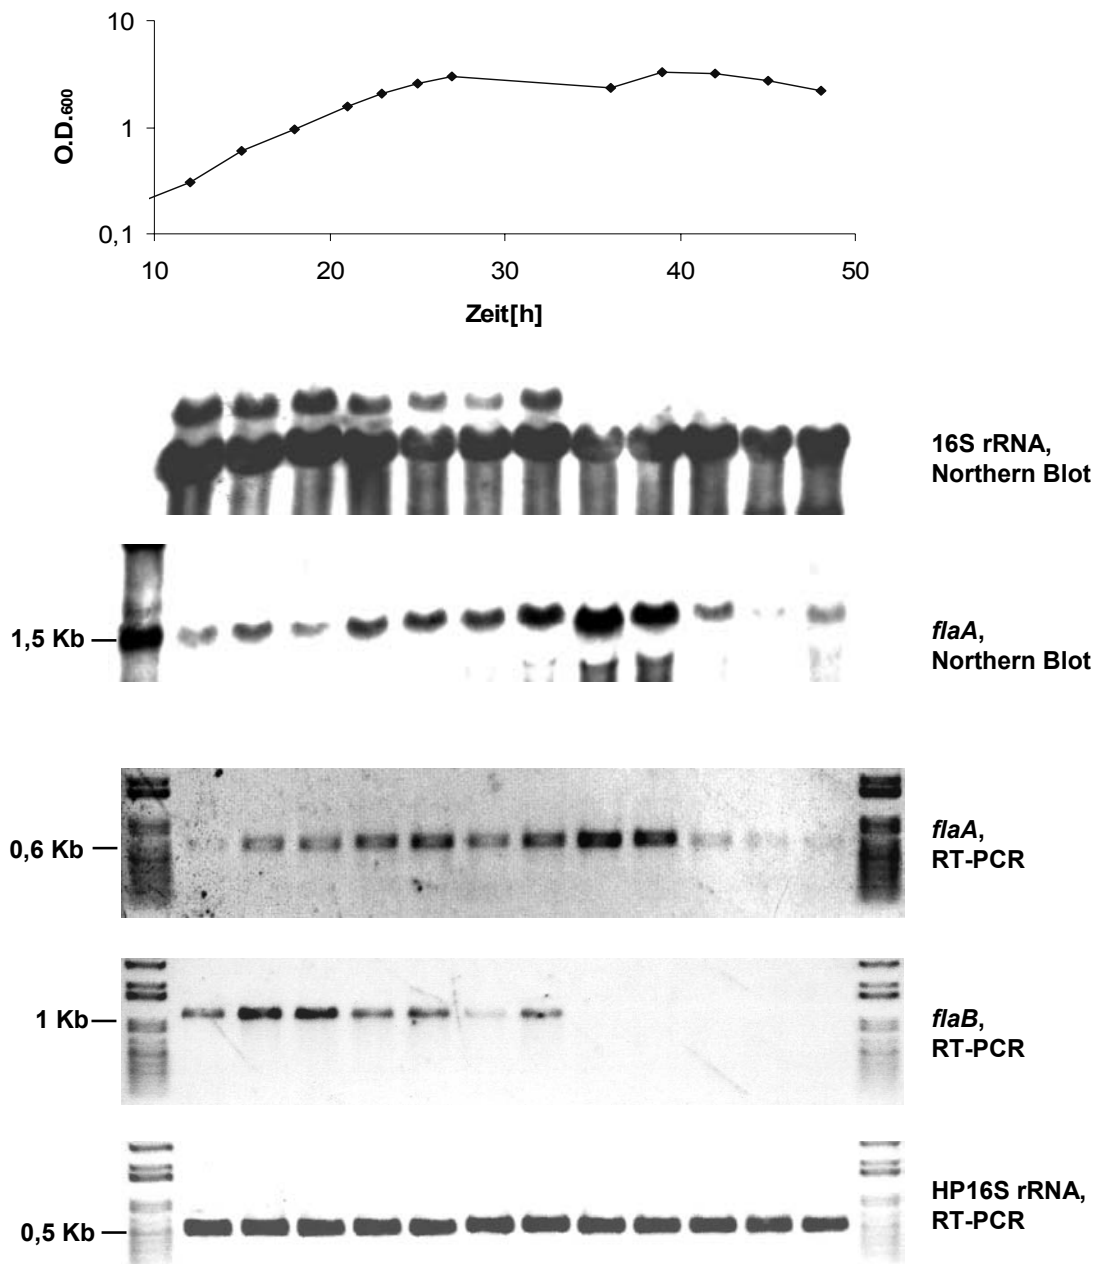 10
1
0,1
O.D.600
10 20 30 40 50
Zeit[h]
16S rRNA,
Northern Blot
1,5 Kb
flaA,
Northern Blot
0,6 Kb
flaA,
RT-PCR
1 Kb
flaB,
RT-PCR
0,5 Kb
HP16S rRNA,
RT-PCR